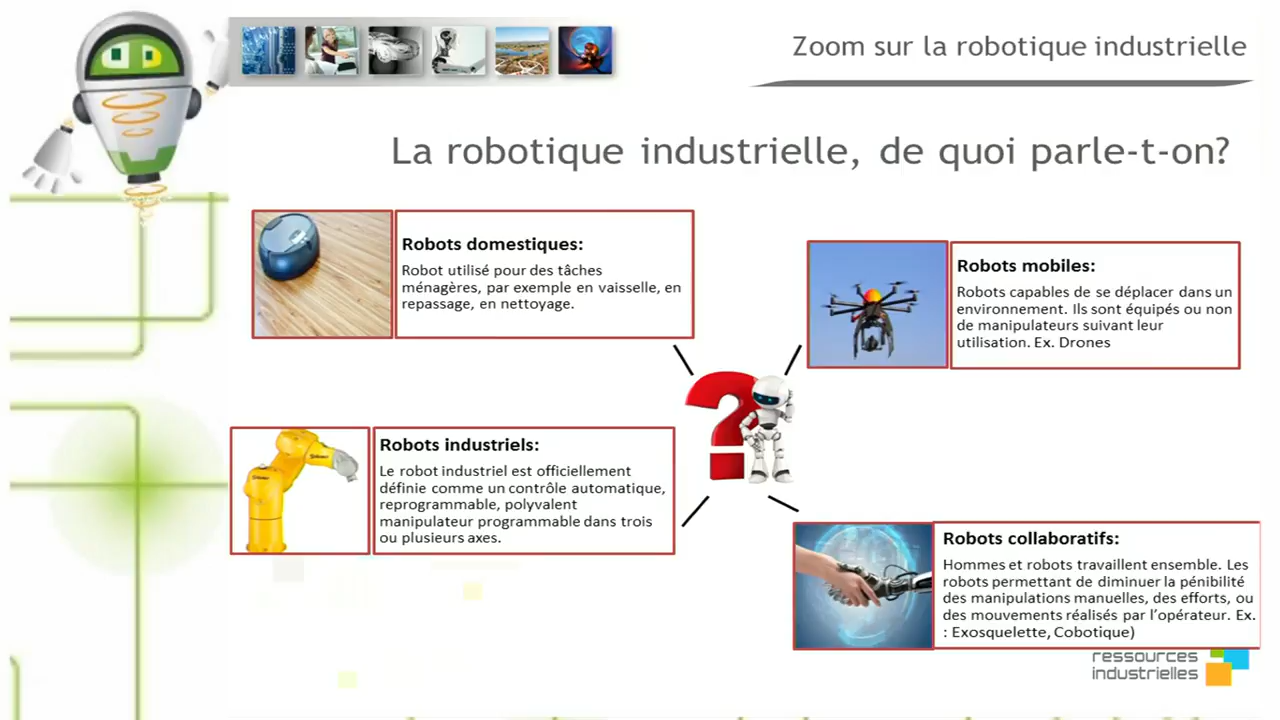 Zoom sur la robotique industrielle
La robotique industrielle, de quoi parle-t-on?
Robots domestiques:
Robot utilisé pour des tâches
ménagères, par exemple en vaisselle, en
repassage, en nettoyage.
Robots mobiles:
Robots capables de se déplacer dans un
environnement. Ils sont équipés ou non
de manipulateurs suivant leur
utilisation. Ex. Drones
Robots industriels:
Le robot industriel est officiellement
définie comme un contrôle automatique,
reprogrammable, polyvalent
manipulateur programmable dans trois
ou plusieurs axes.
Robots collaboratifs:
Hommes et robots travaillent ensemble. Les
robots permettant de diminuer la pénibilité
des manipulations manuelles, des efforts, ou
des mouvements réalisés par l'opérateur. Ex.
: Exosquelette, Cobotique)
ressources
industrielles